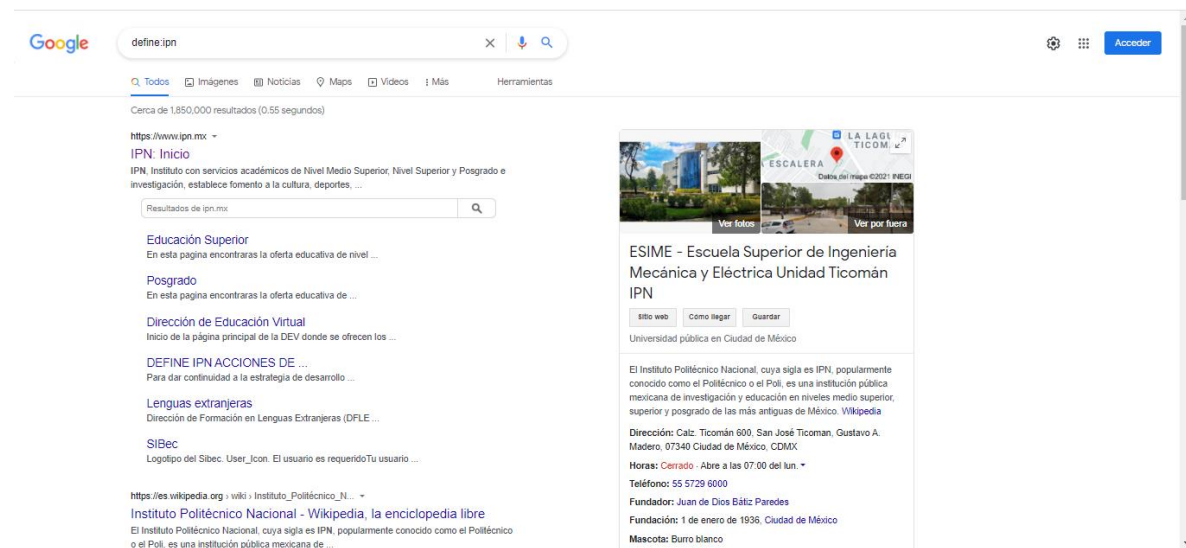 Google
define:ipn
Acceder
Todos Imágenes Noticias Maps Videos Más Herramientas
Cerca de 1,850,000 resultados (0.55 segundos)
https://www.ipn.mx
IPN: Inicio
IPN, Instituto con servicios académicos de Nivel Medio Superior, Nivel Superior y Posgrado e
investigación, establece fomento a la cultura, deportes, ...
Resultados de ipn.mx
Educación Superior
En esta pagina encontraras la oferta educativa de nivel ...
Posgrado
En esta pagina encontraras la oferta educativa de ...
Dirección de Educación Virtual
Inicio de la página principal de la DEV donde se ofrecen los ...
DEFINE IPN ACCIONES DE ...
Para dar continuidad a la estrategia de desarrollo ...
Lenguas extranjeras
Dirección de Formación en Lenguas Extranjeras (DFLE ...
SIBec
Logotipo del Sibec. User_Icon. El usuario es requeridoTu usuario ...
https://es.wikipedia.org › wiki › Instituto_Politécnico_N...
Instituto Politécnico Nacional - Wikipedia, la enciclopedia libre
El Instituto Politécnico Nacional, cuya sigla es IPN, popularmente conocido como el Politécnico
o el Poli, es una institución pública mexicana de ...
LA LAGU
TICOM
ESCALERA
Datos del mapa ©2021 INEGI
Ver fotos
Ver por fuera
ESIME - Escuela Superior de Ingeniería
Mecánica y Eléctrica Unidad Ticomán
IPN
Sitio web Cómo llegar Guardar
Universidad pública en Ciudad de México
El Instituto Politécnico Nacional, cuya sigla es IPN, popularmente
conocido como el Politécnico o el Poli, es una institución pública
mexicana de investigación y educación en niveles medio superior,
superior y posgrado de las más antiguas de México. Wikipedia
Dirección: Calz. Ticomán 600, San José Ticoman, Gustavo A.
Madero, 07340 Ciudad de México, CDMX
Horas: Cerrado · Abre a las 07:00 del lun.
Teléfono: 55 5729 6000
Fundador: Juan de Dios Bátiz Paredes
Fundación: 1 de enero de 1936, Ciudad de México
Mascota: Burro blanco